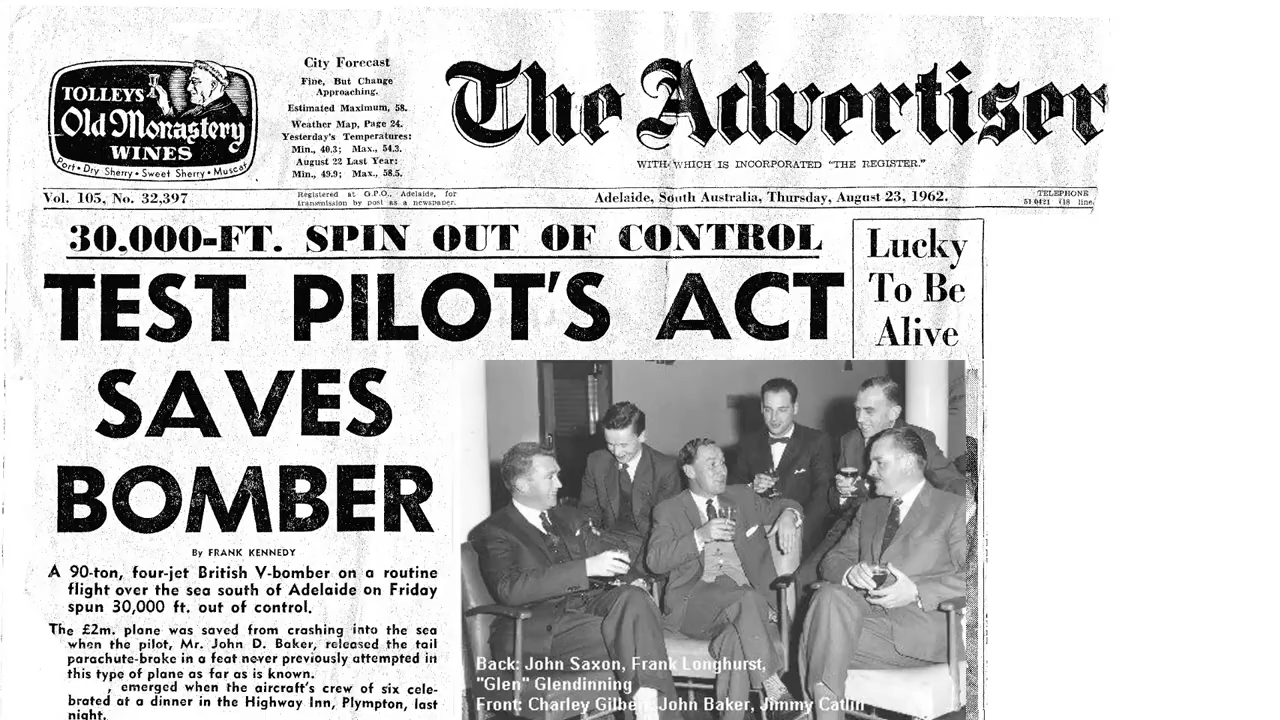 TOLLEYS
Old Monastery
WINES
Port • Dry Sherry • Sweet Sherry • Muscat
City Forecast
Fine, But Change
Approaching.
Estimated Maximum, 58.
Weather Map, Page 24.
Yesterday's Temperatures:
Min., 40.3; Max., 54.3.
August 22 Last Year:
Min., 49.9; Max., 58.5.
The Advertiser
WITH WHICH IS INCORPORATED "THE REGISTER."
Vol. 105, No. 32,397
Registered at G.P.O., Adelaide, for
transmission by post as a newspaper.
Adelaide, South Australia, Thursday, August 23, 1962.
TELEPHONE
51 0421 (18 line
30,000-FT. SPIN OUT OF CONTROL
TEST PILOT'S ACT
SAVES
BOMBER
Lucky
To Be
Alive
By FRANK KENNEDY
A 90-ton, four-jet British V-bomber on a routine
flight over the sea south of Adelaide on Friday
spun 30,000 ft. out of control.
The £2m. plane was saved from crashing into the sea
when the pilot, Mr. John D. Baker, released the tail
parachute-brake in a feat never previously attempted in
this type of plane as far as is known.
, emerged when the aircraft's crew of six cele-
brated at a dinner in the Highway Inn, Plympton, last
night.
Back: John Saxon, Frank Longhurst,
"Glen" Glendinning
Front: Charley Gilbert, John Baker, Jimmy Catlin